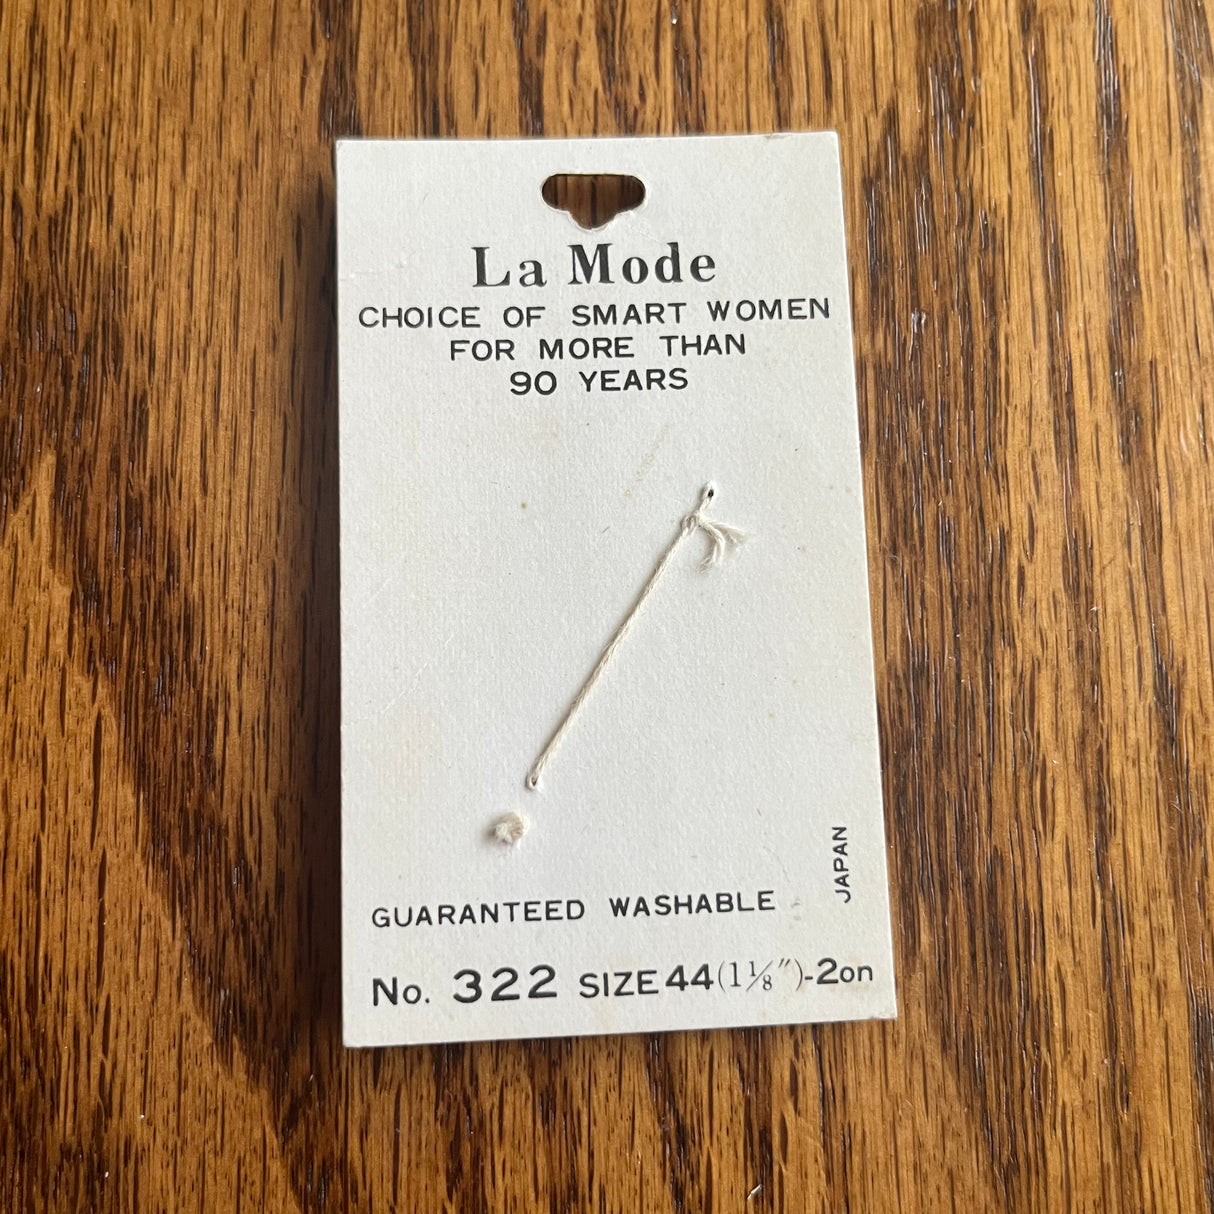 La Mode
CHOICE OF SMART WOMEN
FOR MORE THAN
90 YEARS
JAPAN
GUARANTEED WASHABLE
No. 322 SIZE 44 (1⅛″)-2on